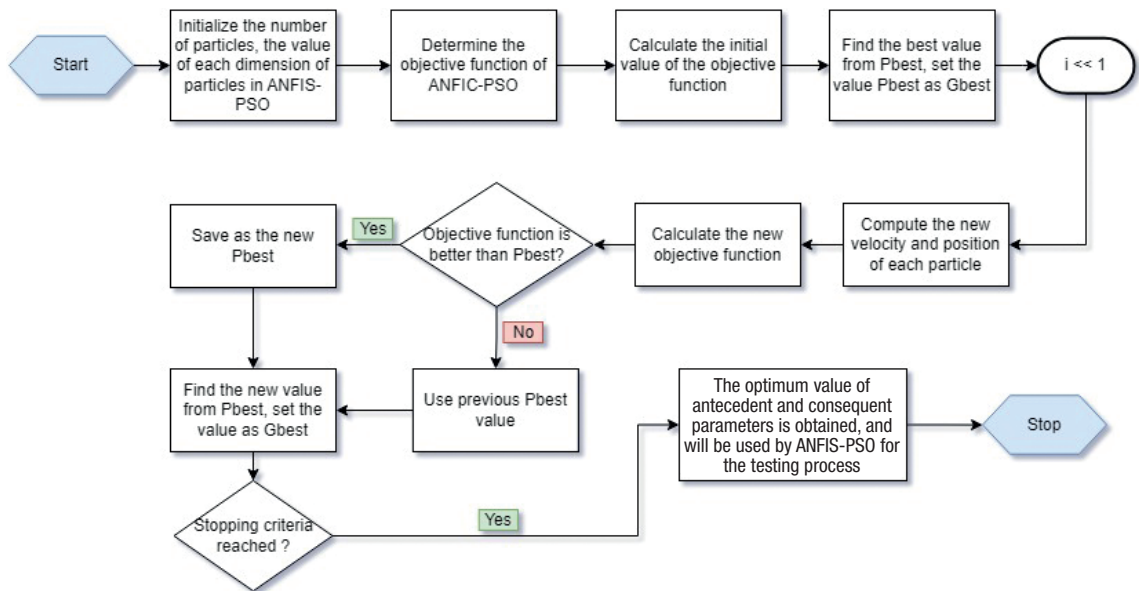 Start
Initialize the number
of particles, the value
of each dimension of
particles in ANFIS-
PSO
Determine the
objective function of
ANFIC-PSO
Calculate the initial
value of the objective
function
Find the best value
from Pbest, set the
value Pbest as Gbest
i << 1
Save as the new
Pbest
Yes
Objective function is
better than Pbest?
Calculate the new
objective function
Compute the new
velocity and position
of each particle
No
Find the new value
from Pbest, set the
value as Gbest
Use previous Pbest
value
The optimum value of
antecedent and consequent
parameters is obtained, and
will be used by ANFIS-PSO for
the testing process
Stop
Stopping criteria
reached ?
Yes